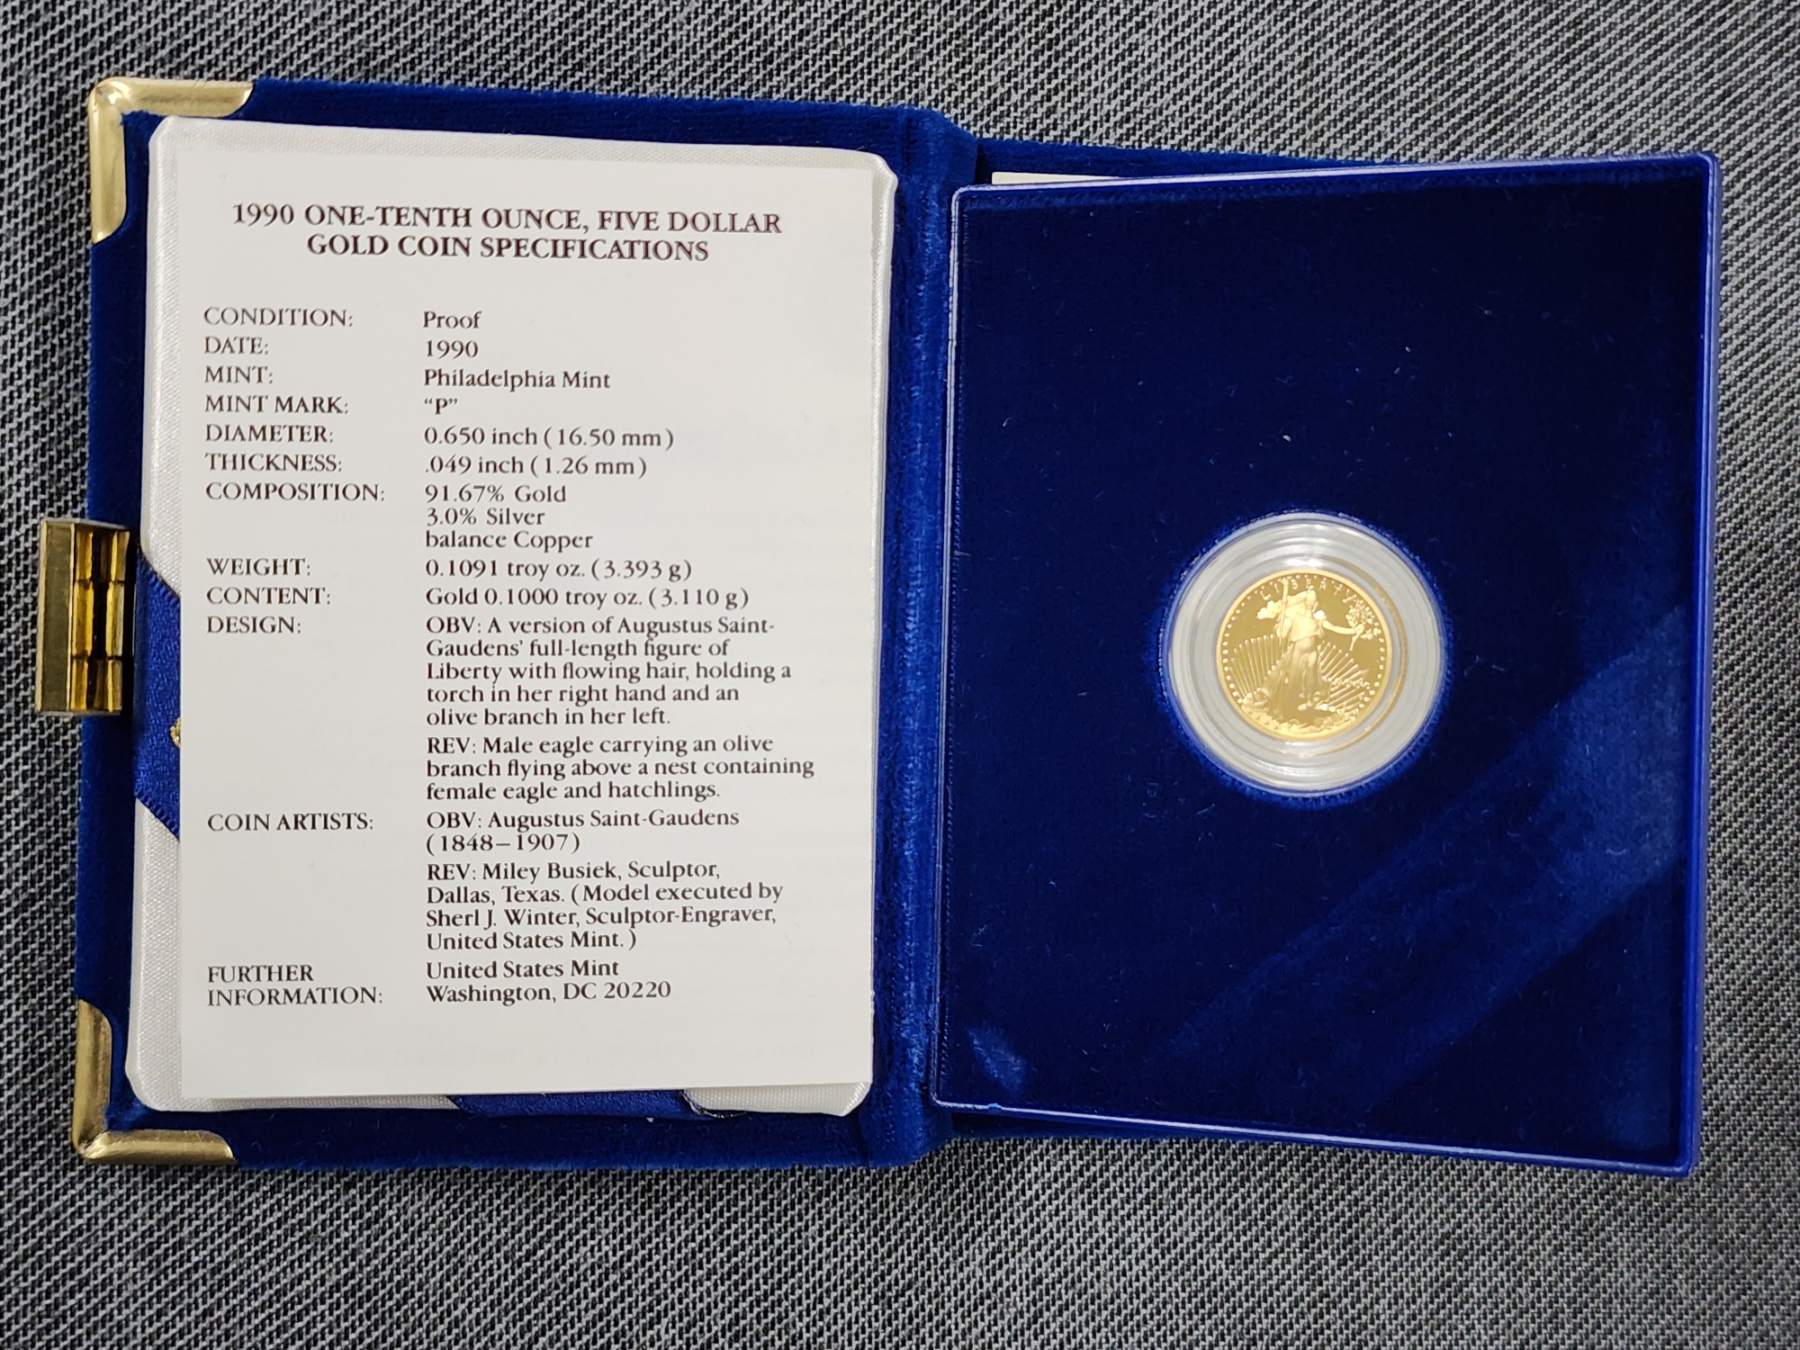 1990 ONE-TENTH OUNCE, FIVE DOLLAR
GOLD COIN SPECIFICATIONS
CONDITION: Proof
DATE: 1990
MINT: Philadelphia Mint
MINT MARK: “P”
DIAMETER: 0.650 inch (16.50 mm)
THICKNESS: .049 inch (1.26 mm)
COMPOSITION: 91.67% Gold
3.0% Silver
balance Copper
WEIGHT: 0.1091 troy oz. (3.393 g)
CONTENT: Gold 0.1000 troy oz. (3.110 g)
DESIGN: OBV: A version of Augustus Saint-
Gaudens' full-length figure of
Liberty with flowing hair, holding a
torch in her right hand and an
olive branch in her left.
REV: Male eagle carrying an olive
branch flying above a nest containing
female eagle and hatchlings.
COIN ARTISTS: OBV: Augustus Saint-Gaudens
(1848–1907)
REV: Miley Busiek, Sculptor,
Dallas, Texas. (Model executed by
Sherl J. Winter, Sculptor-Engraver,
United States Mint.)
FURTHER United States Mint
INFORMATION: Washington, DC 20220
LIBERTY